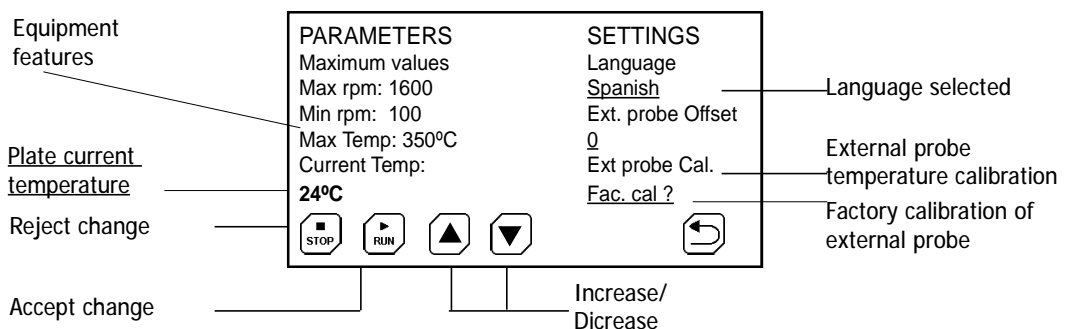 Equipment
features
Plate current
temperature
Reject change
Accept change
PARAMETERS
Maximum values
Max rpm: 1600
Min rpm: 100
Max Temp: 350ºC
Current Temp:
24ºC
SETTINGS
Language
Spanish
Ext. probe Offset
0
Ext probe Cal.
Fac. cal ?
STOP
RUN
Language selected
External probe
temperature calibration
Factory calibration of
external probe
Increase/
Dicrease